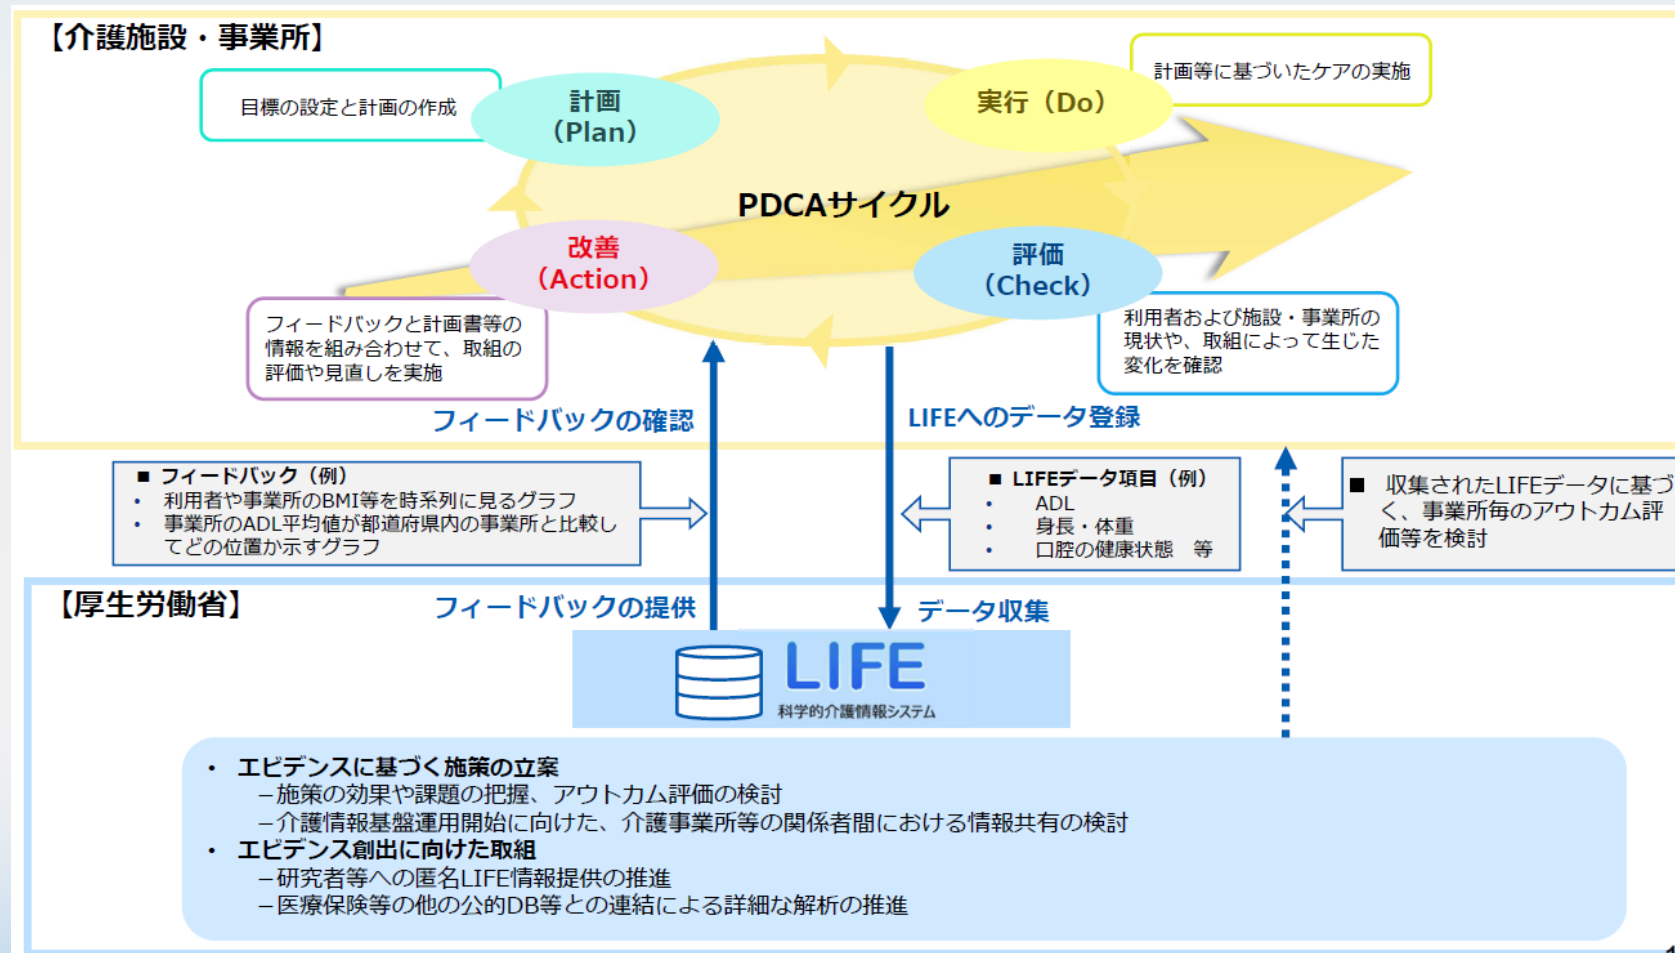 【介護施設・事業所】
目標の設定と計画の作成
計画
（Plan）
実行（Do）
計画等に基づいたケアの実施
PDCAサイクル
改善
（Action）
評価
（Check）
フィードバックと計画書等の
情報を組み合わせて、取組の
評価や見直しを実施
利用者および施設・事業所の
現状や、取組によって生じた
変化を確認
フィードバックの確認
LIFEへのデータ登録
■ フィードバック（例）
• 利用者や事業所のBMI等を時系列に見るグラフ
• 事業所のADL平均値が都道府県内の事業所と比較し
てどの位置か示すグラフ
■ LIFEデータ項目（例）
• ADL
• 身長・体重
• 口腔の健康状態　等
■ 収集されたLIFEデータに基づ
く、事業所毎のアウトカム評
価等を検討
【厚生労働省】
フィードバックの提供
データ収集
LIFE
科学的介護情報システム
• エビデンスに基づく施策の立案
－施策の効果や課題の把握、アウトカム評価の検討
－介護情報基盤運用開始に向けた、介護事業所等の関係者間における情報共有の検討
• エビデンス創出に向けた取組
－研究者等への匿名LIFE情報提供の推進
－医療保険等の他の公的DB等との連結による詳細な解析の推進